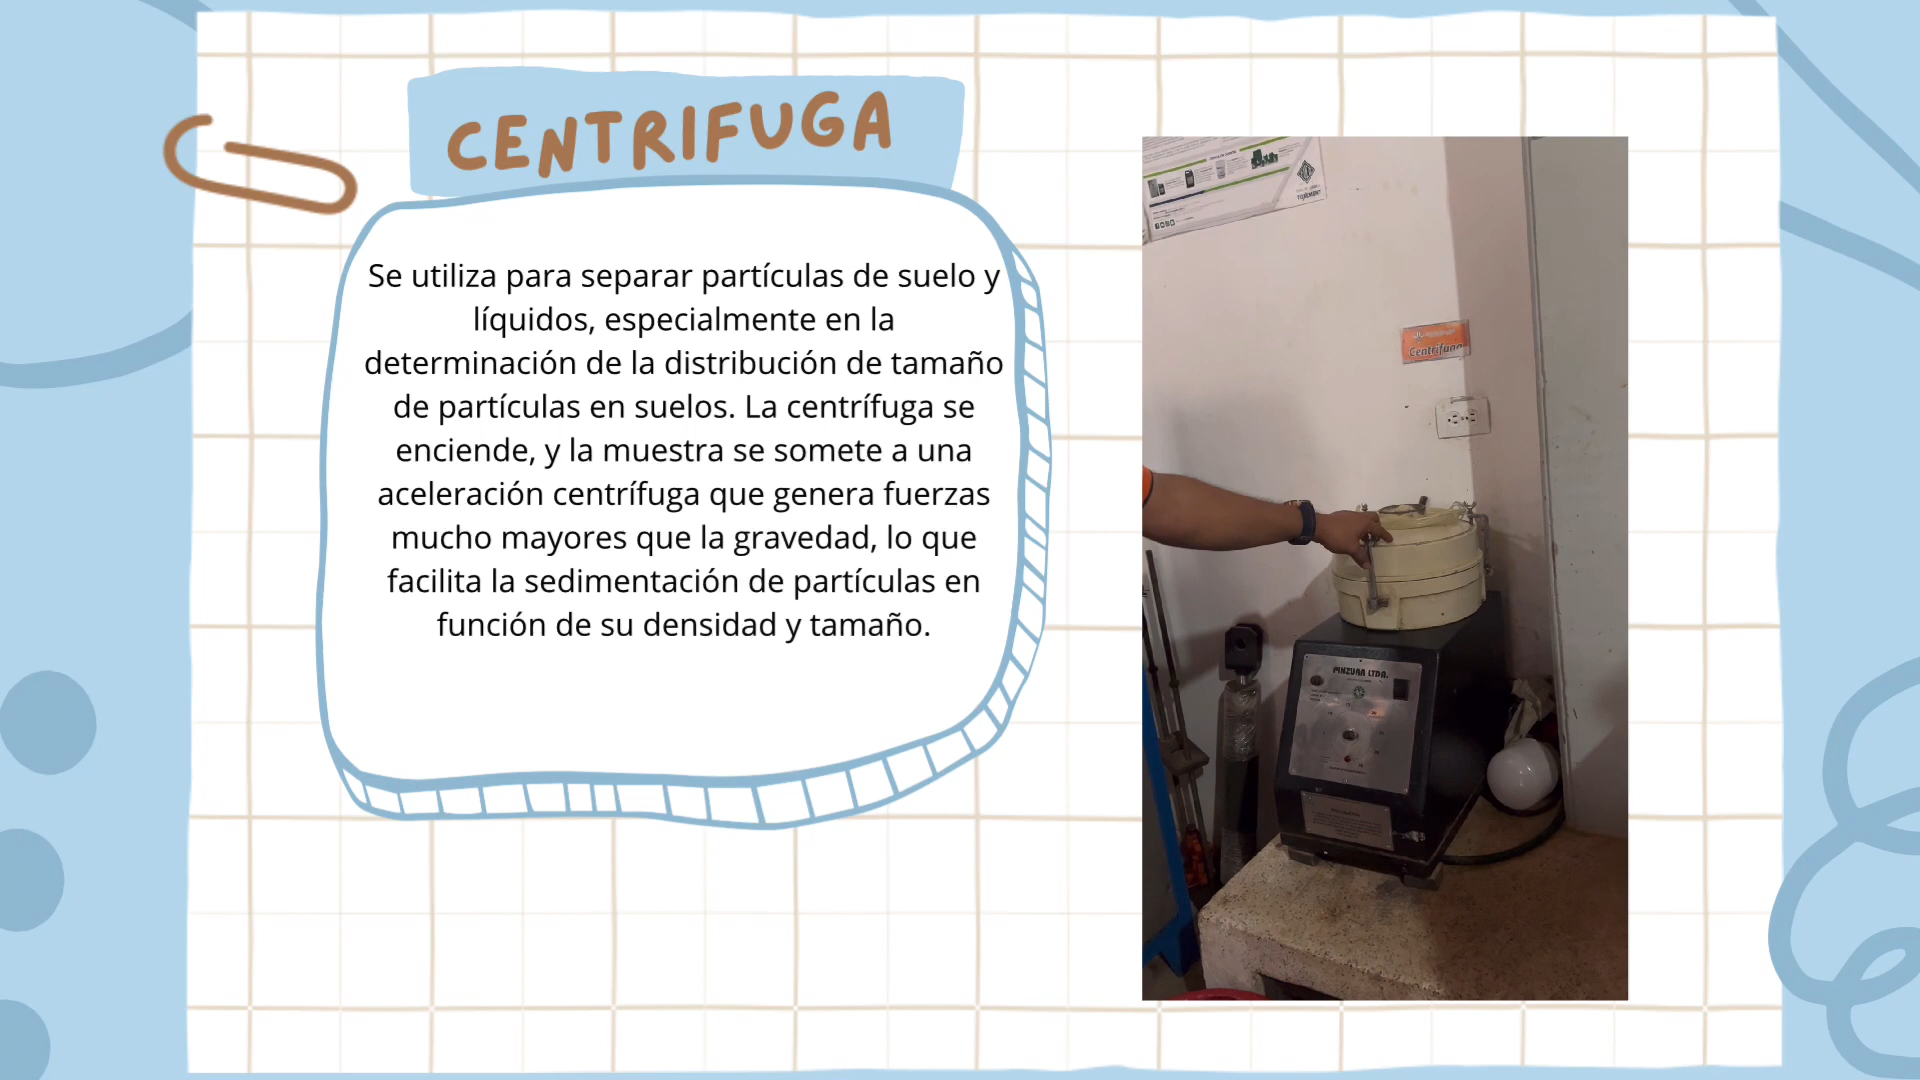 CENTRIFUGA
Se utiliza para separar partículas de suelo y
líquidos, especialmente en la
determinación de la distribución de tamaño
de partículas en suelos. La centrífuga se
enciende, y la muestra se somete a una
aceleración centrífuga que genera fuerzas
mucho mayores que la gravedad, lo que
facilita la sedimentación de partículas en
función de su densidad y tamaño.
Centrífuga
PINZUAR LTDA.